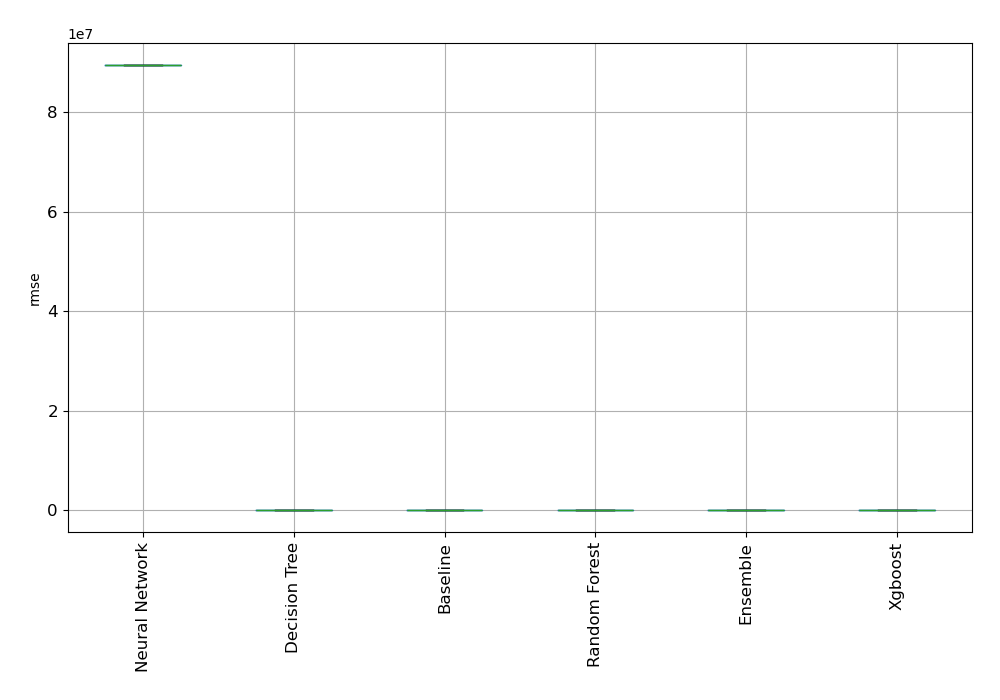 1e7
8
6
4
2
0
rmse
Neural Network
Decision Tree
Baseline
Random Forest
Ensemble
Xgboost